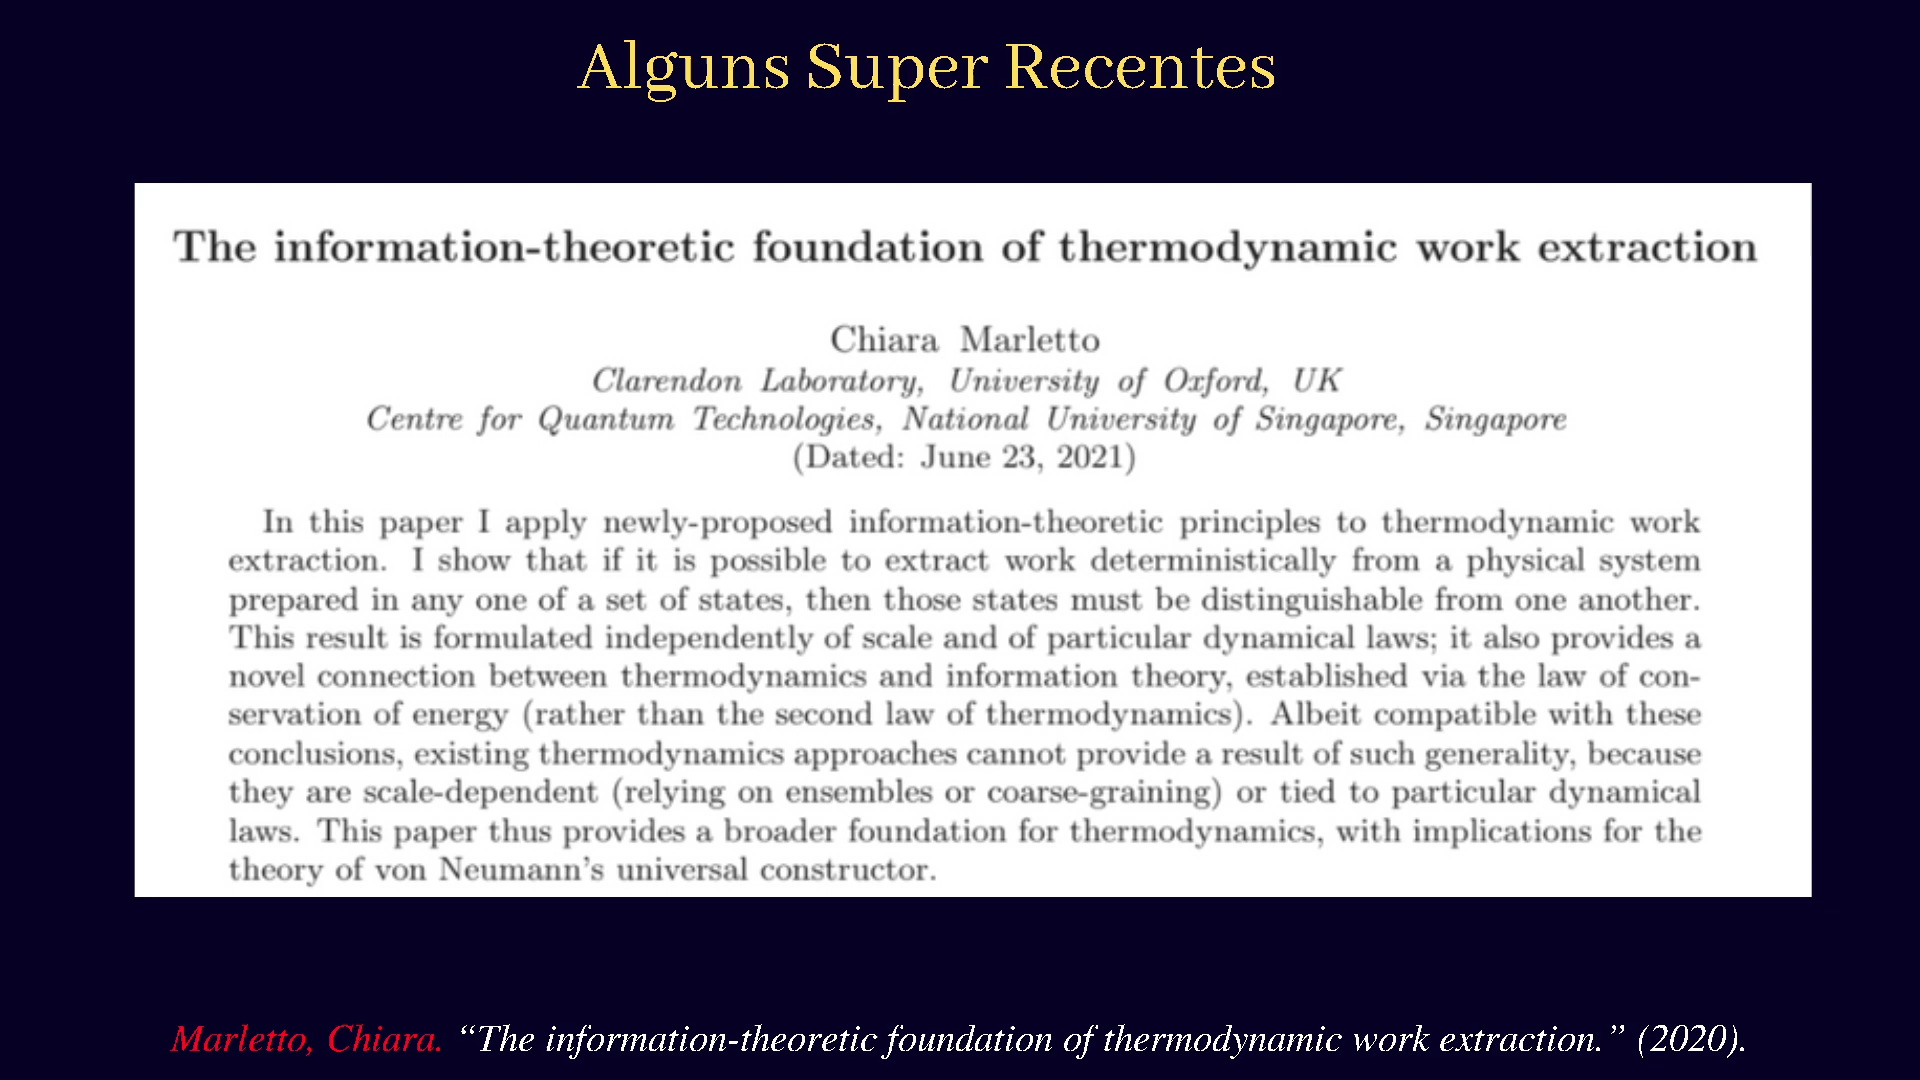 Alguns Super Recentes
The information-theoretic foundation of thermodynamic work extraction
Chiara Marletto
Clarendon Laboratory, University of Oxford, UK
Centre for Quantum Technologies, National University of Singapore, Singapore
(Dated: June 23, 2021)
In this paper I apply newly-proposed information-theoretic principles to thermodynamic work
extraction. I show that if it is possible to extract work deterministically from a physical system
prepared in any one of a set of states, then those states must be distinguishable from one another.
This result is formulated independently of scale and of particular dynamical laws; it also provides a
novel connection between thermodynamics and information theory, established via the law of con-
servation of energy (rather than the second law of thermodynamics). Albeit compatible with these
conclusions, existing thermodynamics approaches cannot provide a result of such generality, because
they are scale-dependent (relying on ensembles or coarse-graining) or tied to particular dynamical
laws. This paper thus provides a broader foundation for thermodynamics, with implications for the
theory of von Neumann's universal constructor.
Marletto, Chiara. “The information-theoretic foundation of thermodynamic work extraction.” (2020).